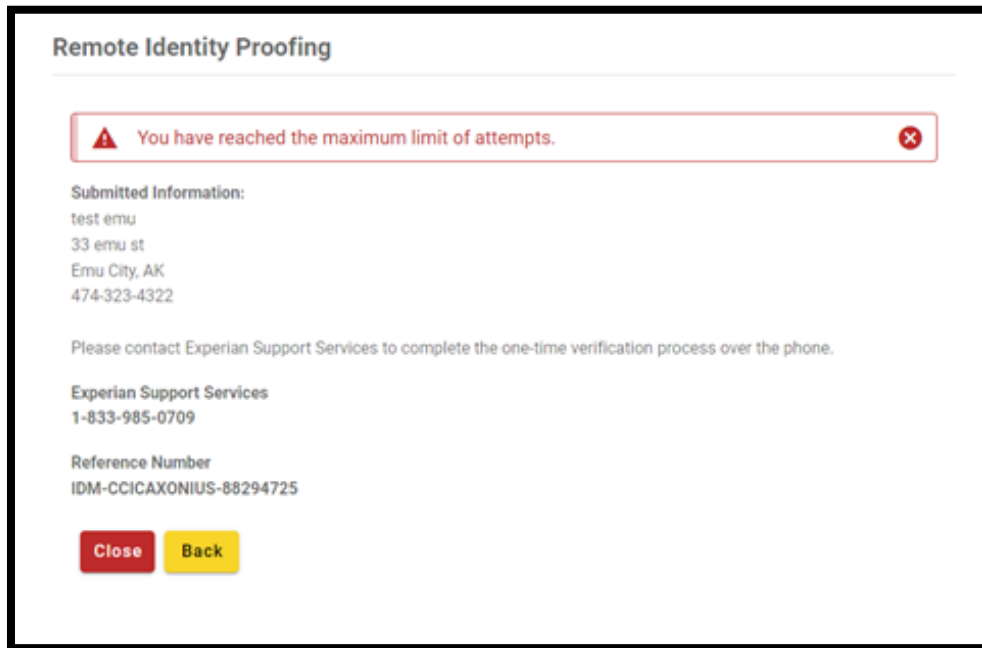 Remote Identity Proofing
You have reached the maximum limit of attempts.
Submitted Information:
test emu
33 emu st
Emu City, AK
474-323-4322
Please contact Experian Support Services to complete the one-time verification process over the phone.
Experian Support Services
1-833-985-0709
Reference Number
IDM-CCICAXONIUS-88294725
Close Back